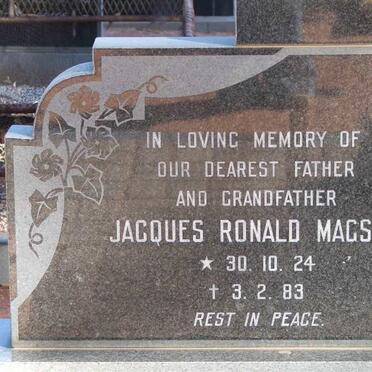 IN LOVING MEMORY OF
OUR DEAREST FATHER
AND GRANDFATHER
JACQUES RONALD MAGS
★ 30. 10. 24
† 3. 2. 83
REST IN PEACE.